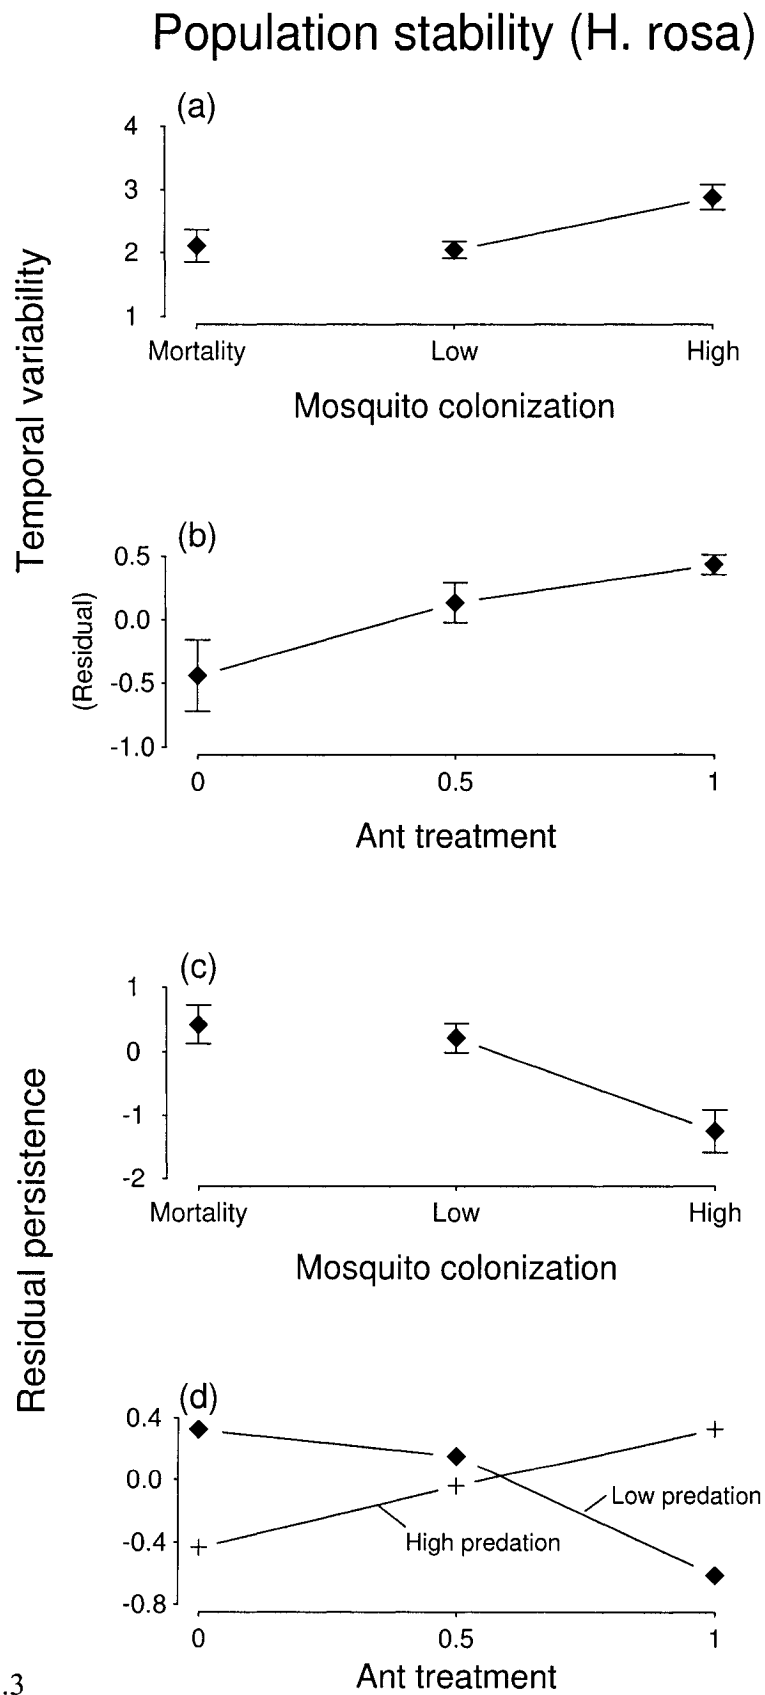 Population stability (H. rosa)
(a)
4
3
2
1
Mortality Low High
Mosquito colonization
Temporal variability
(b)
0.5
0.0
-0.5
-1.0
(Residual)
0 0.5 1
Ant treatment
(c)
1
0
-1
-2
Mortality Low High
Mosquito colonization
Residual persistence
(d)
0.4
0.0
-0.4
-0.8
Low predation
High predation
0 0.5 1
Ant treatment
.3